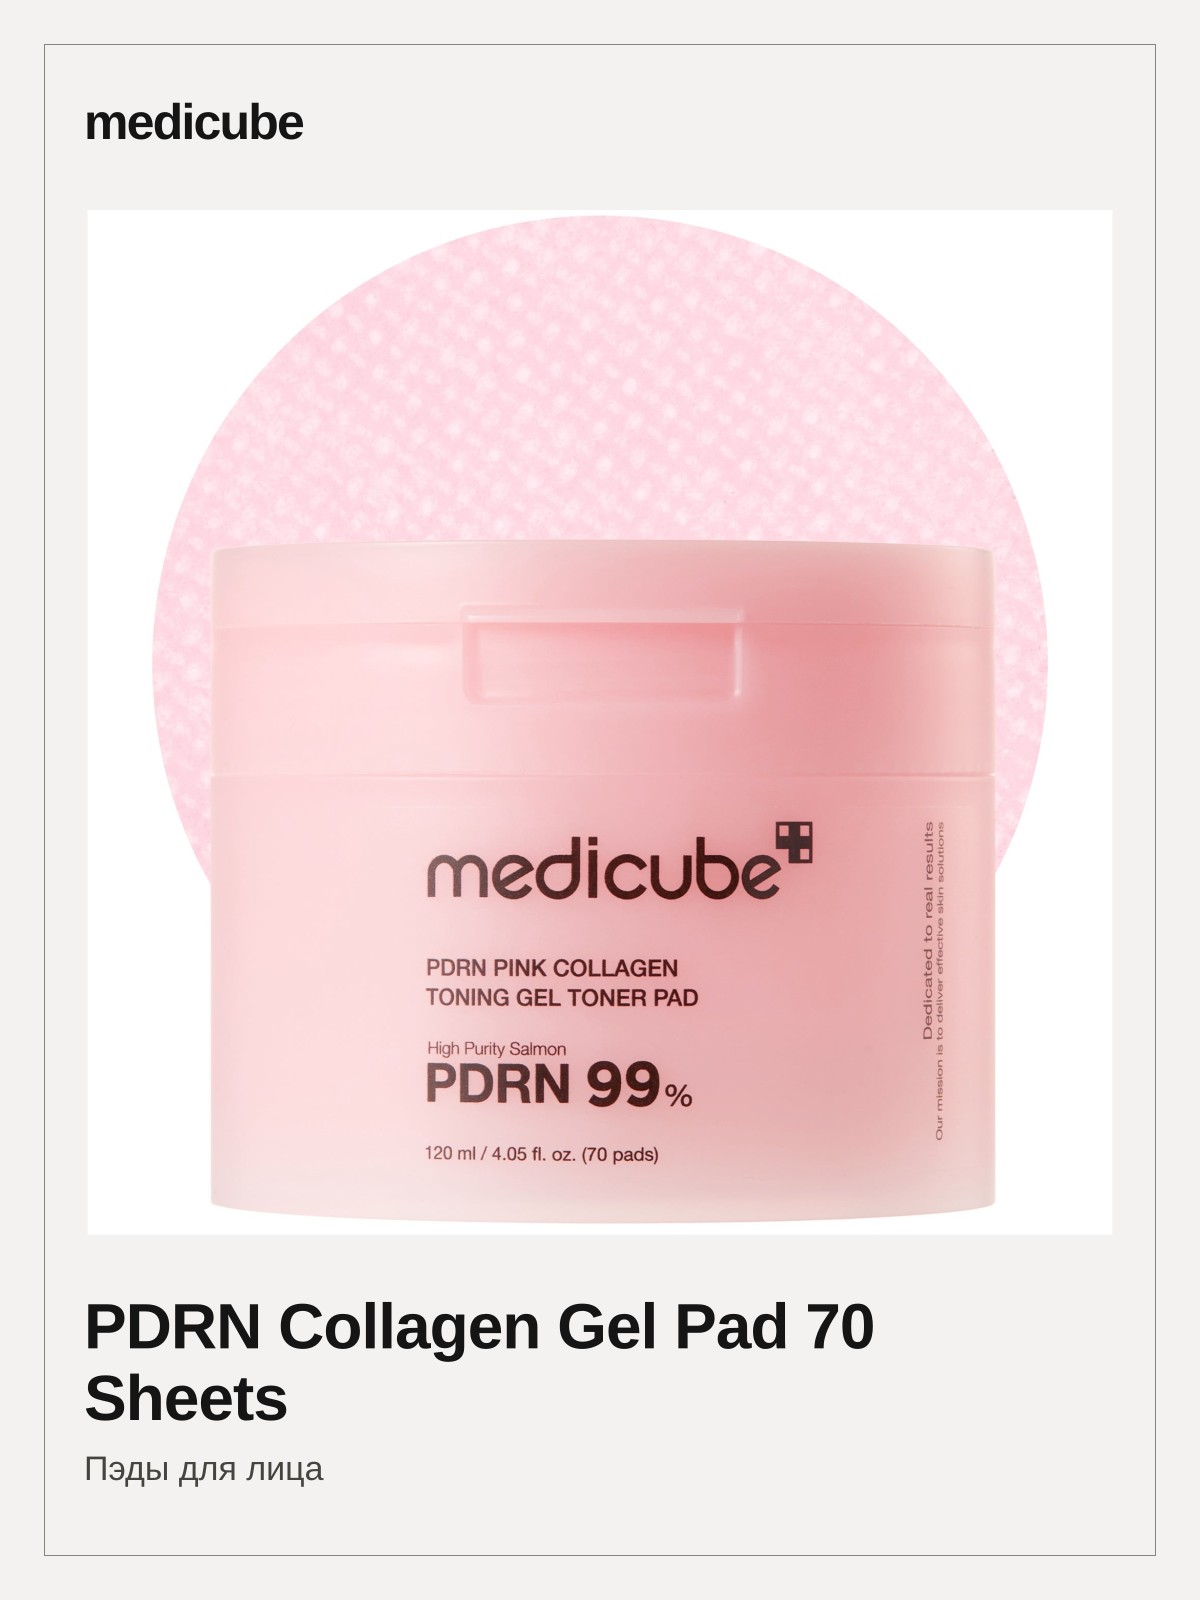 medicube
medicube
PDRN PINK COLLAGEN
TONING GEL TONER PAD
High Purity Salmon
PDRN 99%
120 ml / 4.05 fl. oz. (70 pads)
Dedicated to real results
Our mission is to deliver effective skin solutions
PDRN Collagen Gel Pad 70
Sheets
Пэды для лица